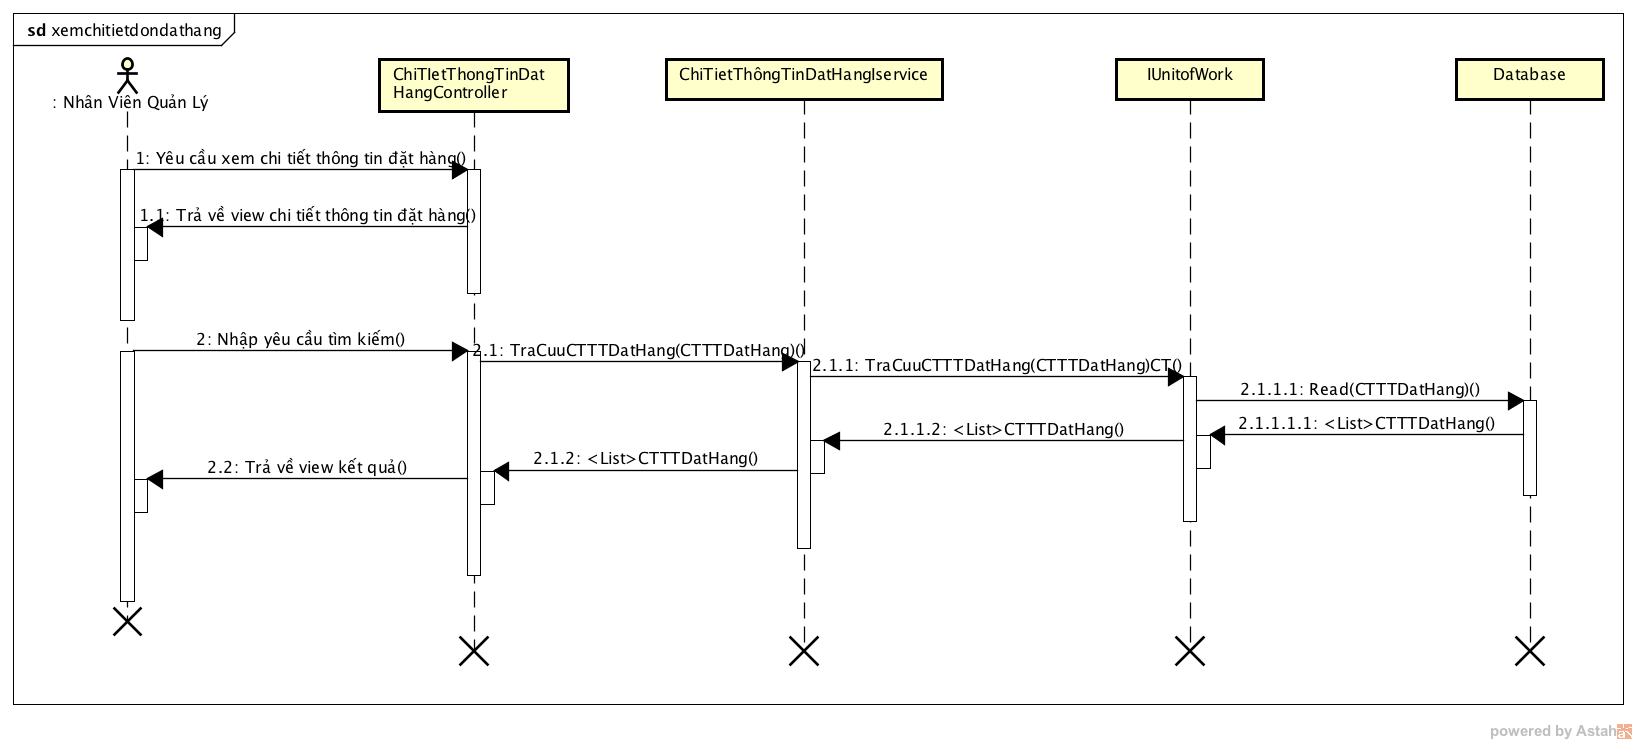 sd xemchitietdondathang
: Nhân Viên Quản Lý
ChiTIetThongTinDat
HangController
ChiTietThôngTinDatHangIservice
IUnitofWork
Database
1: Yêu cầu xem chi tiết thông tin đặt hàng()
1.1: Trả về view chi tiết thông tin đặt hàng()
2: Nhập yêu cầu tìm kiếm()
2.1: TraCuuCTTTDatHang(CTTTDatHang)()
2.1.1: TraCuuCTTTDatHang(CTTTDatHang)CT()
2.1.1.1: Read(CTTTDatHang)()
2.1.1.1.1: <List>CTTTDatHang()
2.1.1.2: <List>CTTTDatHang()
2.1.2: <List>CTTTDatHang()
2.2: Trả về view kết quả()
powered by Astah